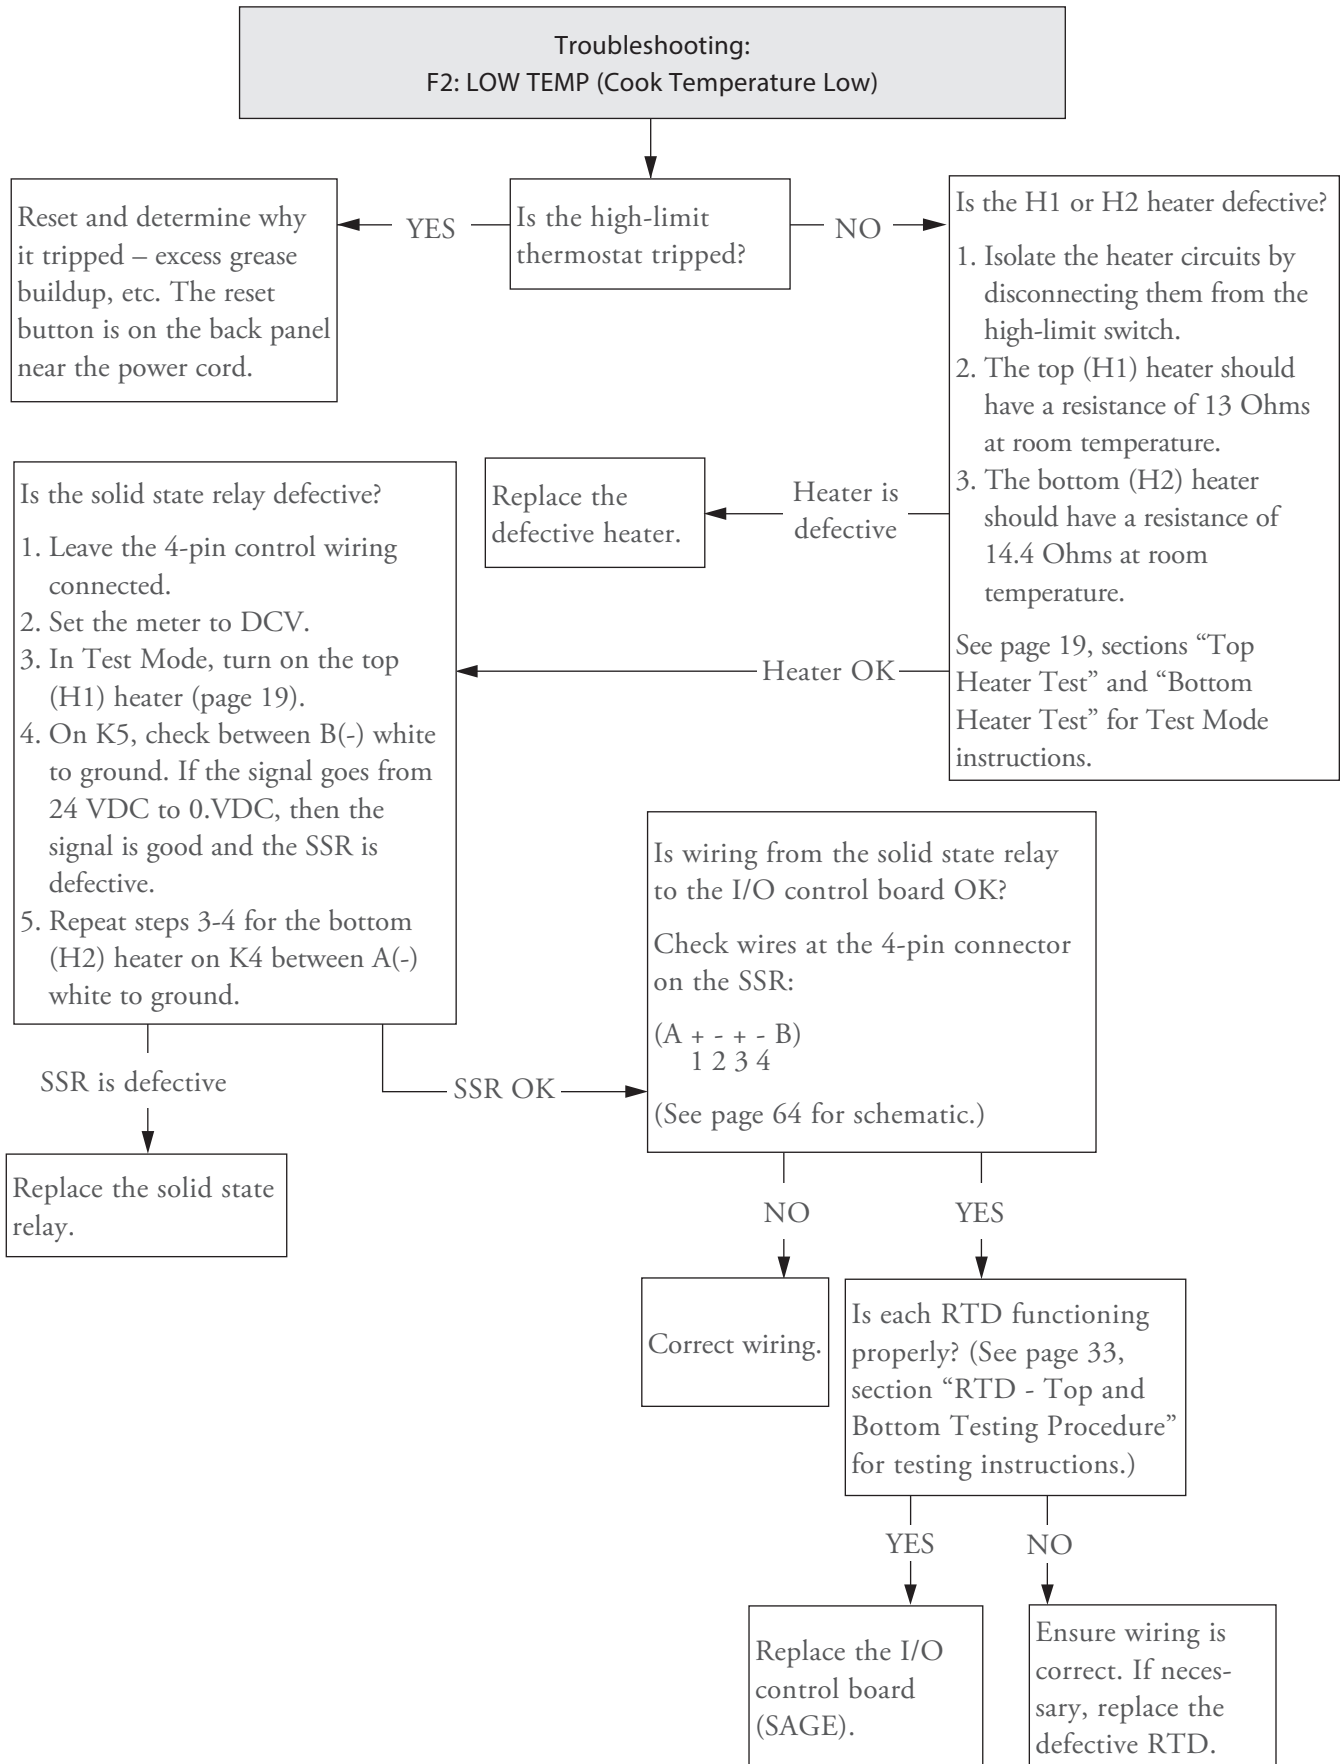 Troubleshooting:
F2: LOW TEMP (Cook Temperature Low)
Is the high-limit
thermostat tripped?
YES
Reset and determine why
it tripped – excess grease
buildup, etc. The reset
button is on the back panel
near the power cord.
NO
Is the H1 or H2 heater defective?
1. Isolate the heater circuits by
disconnecting them from the
high-limit switch.
2. The top (H1) heater should
have a resistance of 13 Ohms
at room temperature.
3. The bottom (H2) heater
should have a resistance of
14.4 Ohms at room
temperature.
See page 19, sections “Top
Heater Test” and “Bottom
Heater Test” for Test Mode
instructions.
Heater is
defective
Replace the
defective heater.
Heater OK
Is the solid state relay defective?
1. Leave the 4-pin control wiring
connected.
2. Set the meter to DCV.
3. In Test Mode, turn on the top
(H1) heater (page 19).
4. On K5, check between B(-) white
to ground. If the signal goes from
24 VDC to 0.VDC, then the
signal is good and the SSR is
defective.
5. Repeat steps 3-4 for the bottom
(H2) heater on K4 between A(-)
white to ground.
SSR is defective
Replace the solid state
relay.
SSR OK
Is wiring from the solid state relay
to the I/O control board OK?
Check wires at the 4-pin connector
on the SSR:
(A + - + - B)
1 2 3 4
(See page 64 for schematic.)
NO
Correct wiring.
YES
Is each RTD functioning
properly? (See page 33,
section “RTD - Top and
Bottom Testing Procedure”
for testing instructions.)
YES
Replace the I/O
control board
(SAGE).
NO
Ensure wiring is
correct. If neces-
sary, replace the
defective RTD.